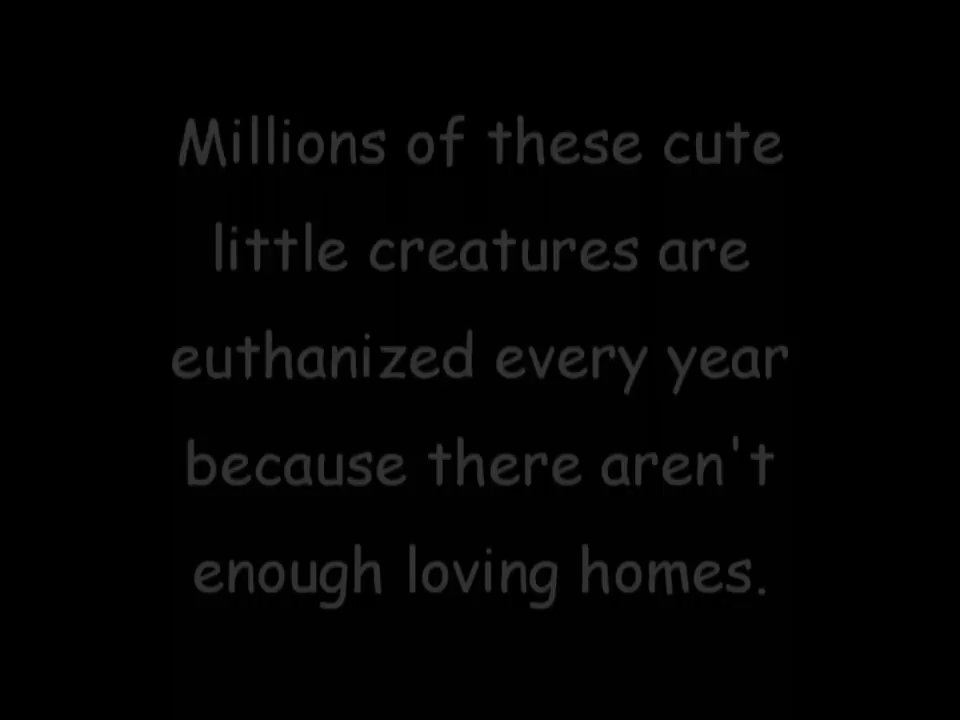 Millions of these cute
little creatures are
euthanized every year
because there aren't
enough loving homes.